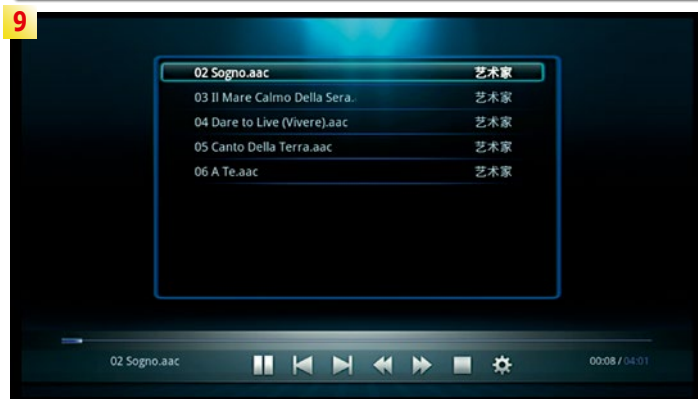 9
02 Sogno.aac 艺术家
03 Il Mare Calmo Della Sera. 艺术家
04 Dare to Live (Vivere).aac 艺术家
05 Canto Della Terra.aac 艺术家
06 A Te.aac 艺术家
02 Sogno.aac 00:08 / 04:01